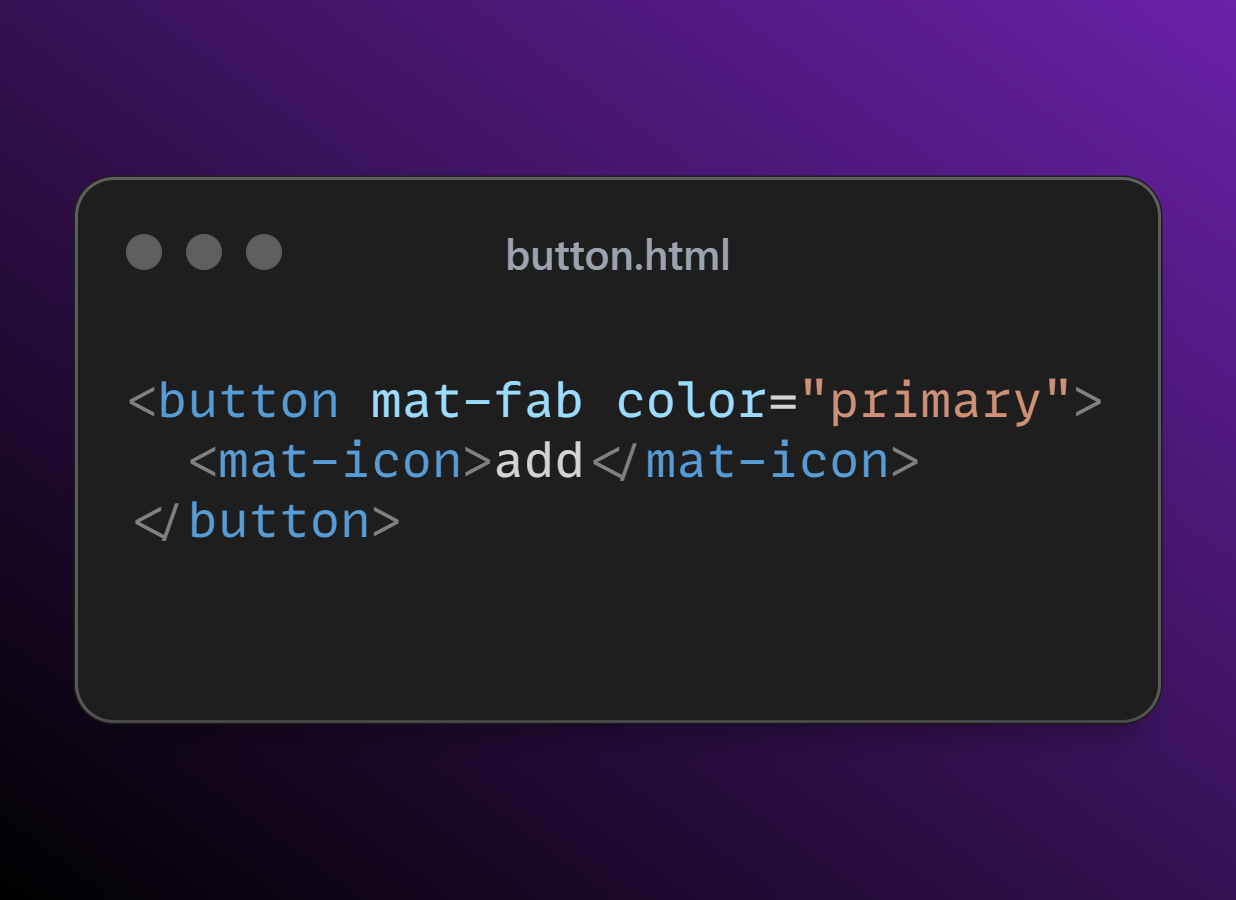 button.html
<button mat-fab color="primary">
  <mat-icon>add</mat-icon>
</button>